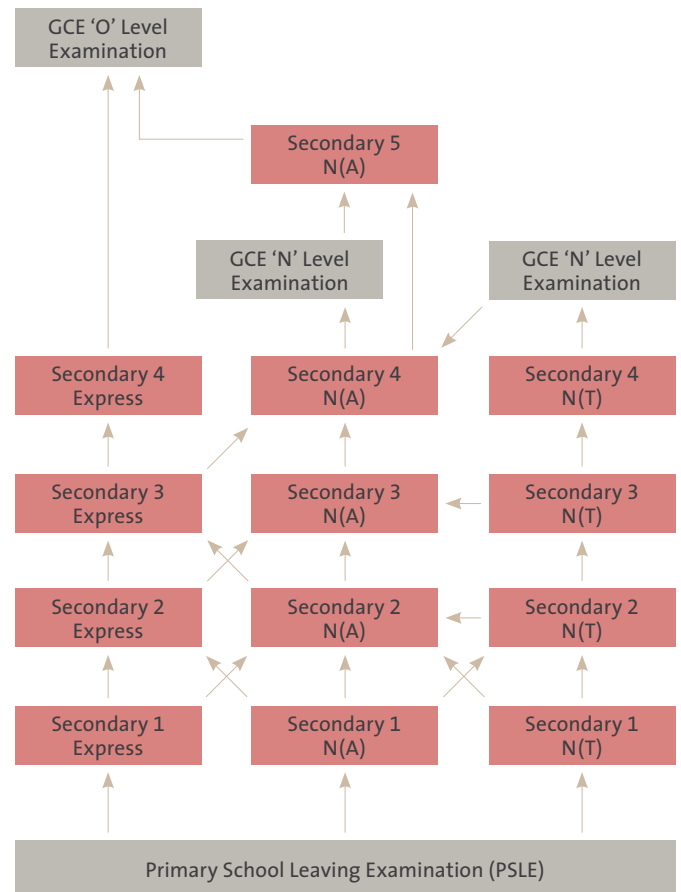 GCE ‘O’ Level
Examination
Secondary 5
N(A)
GCE ‘N’ Level
Examination
GCE ‘N’ Level
Examination
Secondary 4
Express
Secondary 4
N(A)
Secondary 4
N(T)
Secondary 3
Express
Secondary 3
N(A)
Secondary 3
N(T)
Secondary 2
Express
Secondary 2
N(A)
Secondary 2
N(T)
Secondary 1
Express
Secondary 1
N(A)
Secondary 1
N(T)
Primary School Leaving Examination (PSLE)